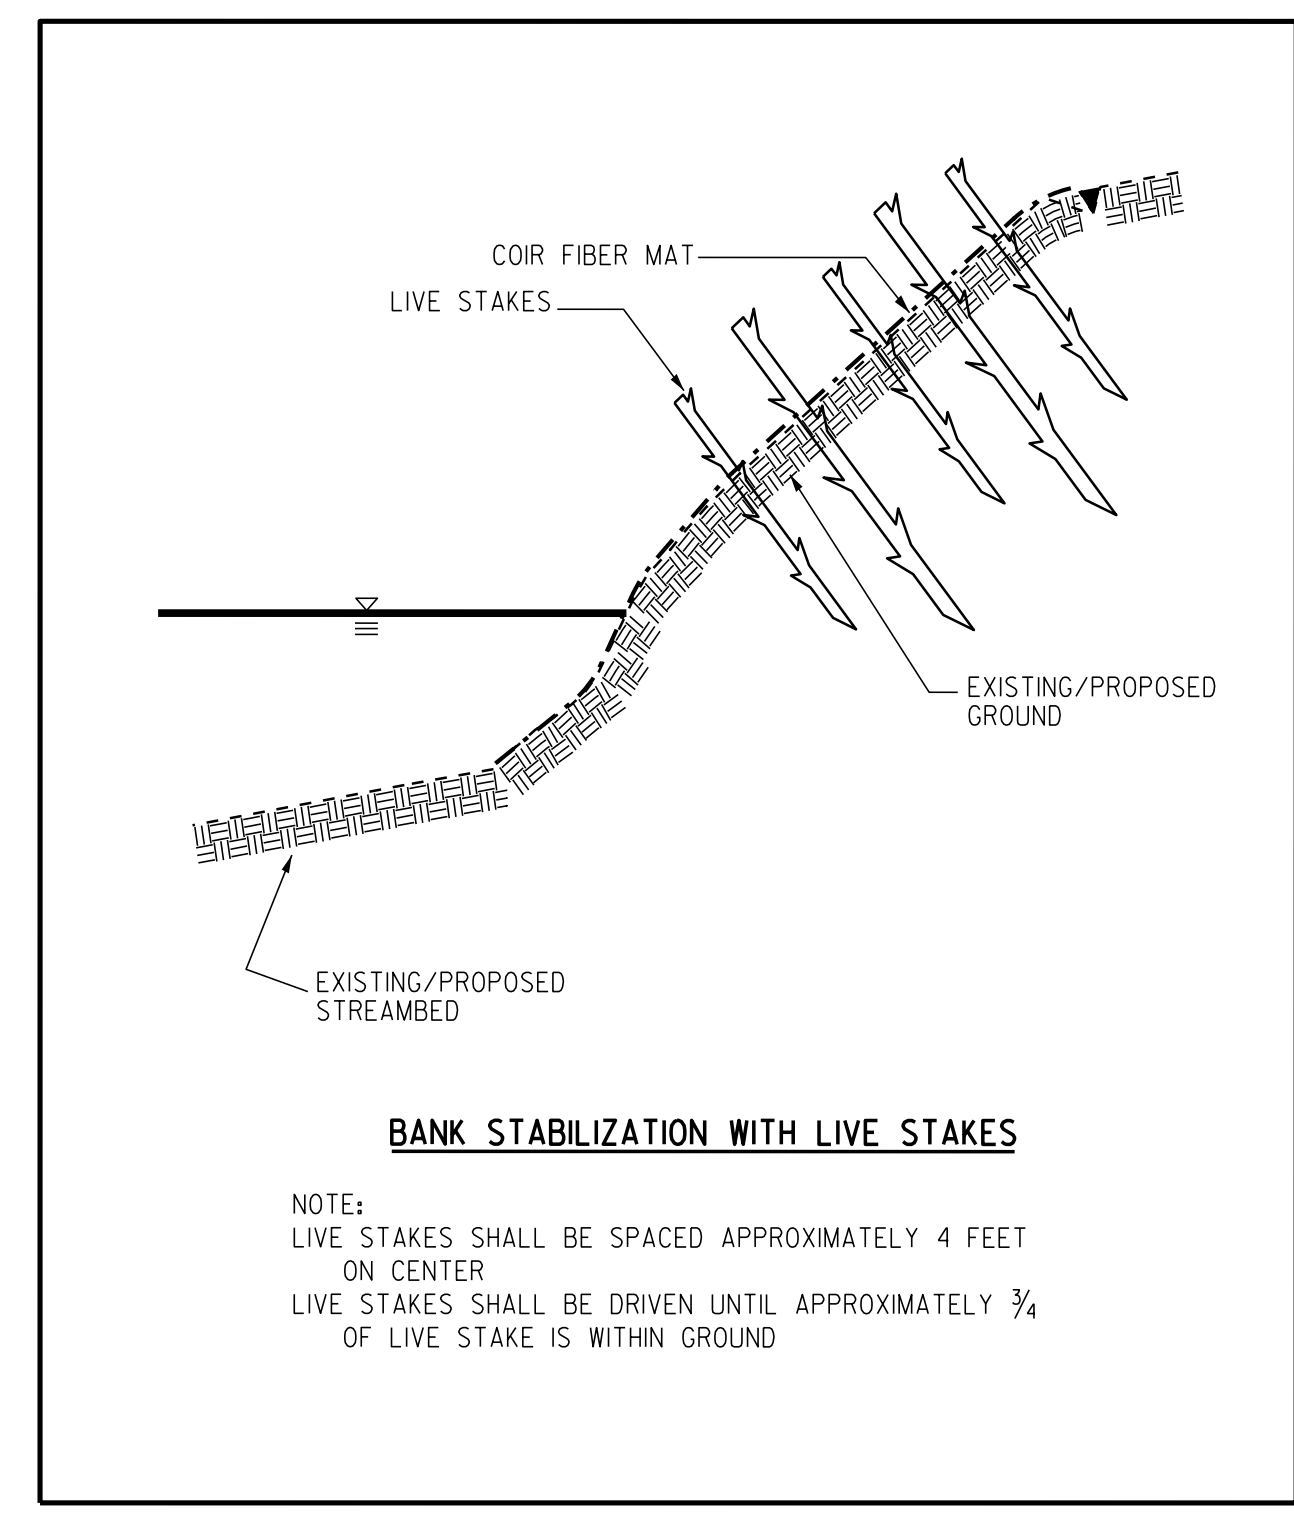 COIR FIBER MAT
LIVE STAKES
EXISTING/PROPOSED
GROUND
EXISTING/PROPOSED
STREAMBED
BANK STABILIZATION WITH LIVE STAKES
NOTE:
LIVE STAKES SHALL BE SPACED APPROXIMATELY 4 FEET
ON CENTER
LIVE STAKES SHALL BE DRIVEN UNTIL APPROXIMATELY 3/4
OF LIVE STAKE IS WITHIN GROUND